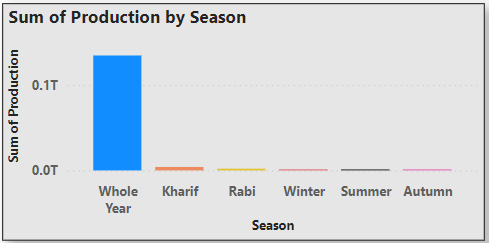 Sum of Production by Season
Sum of Production
0.1T
0.0T
Whole
Year
Kharif
Rabi
Winter
Summer
Autumn
Season